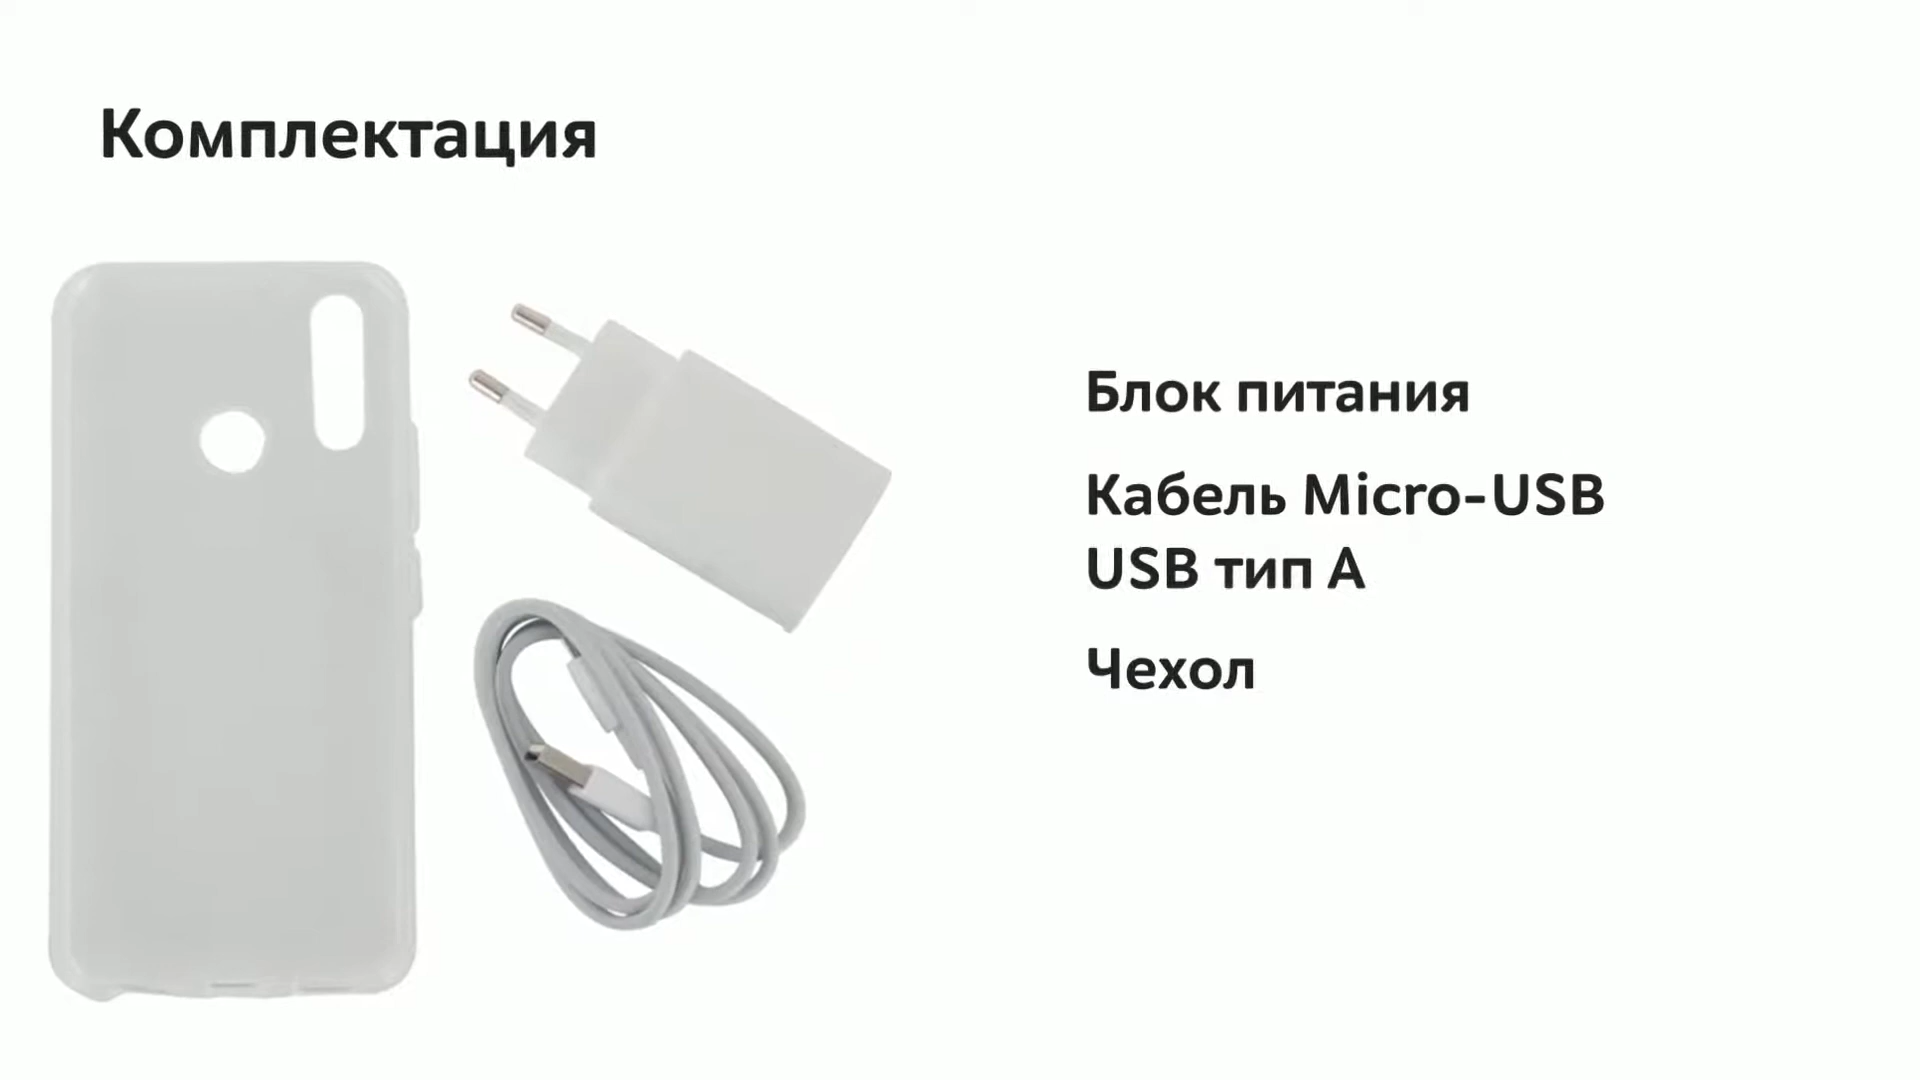 Комплектация
Блок питания
Кабель Micro-USB
USB тип A
Чехол